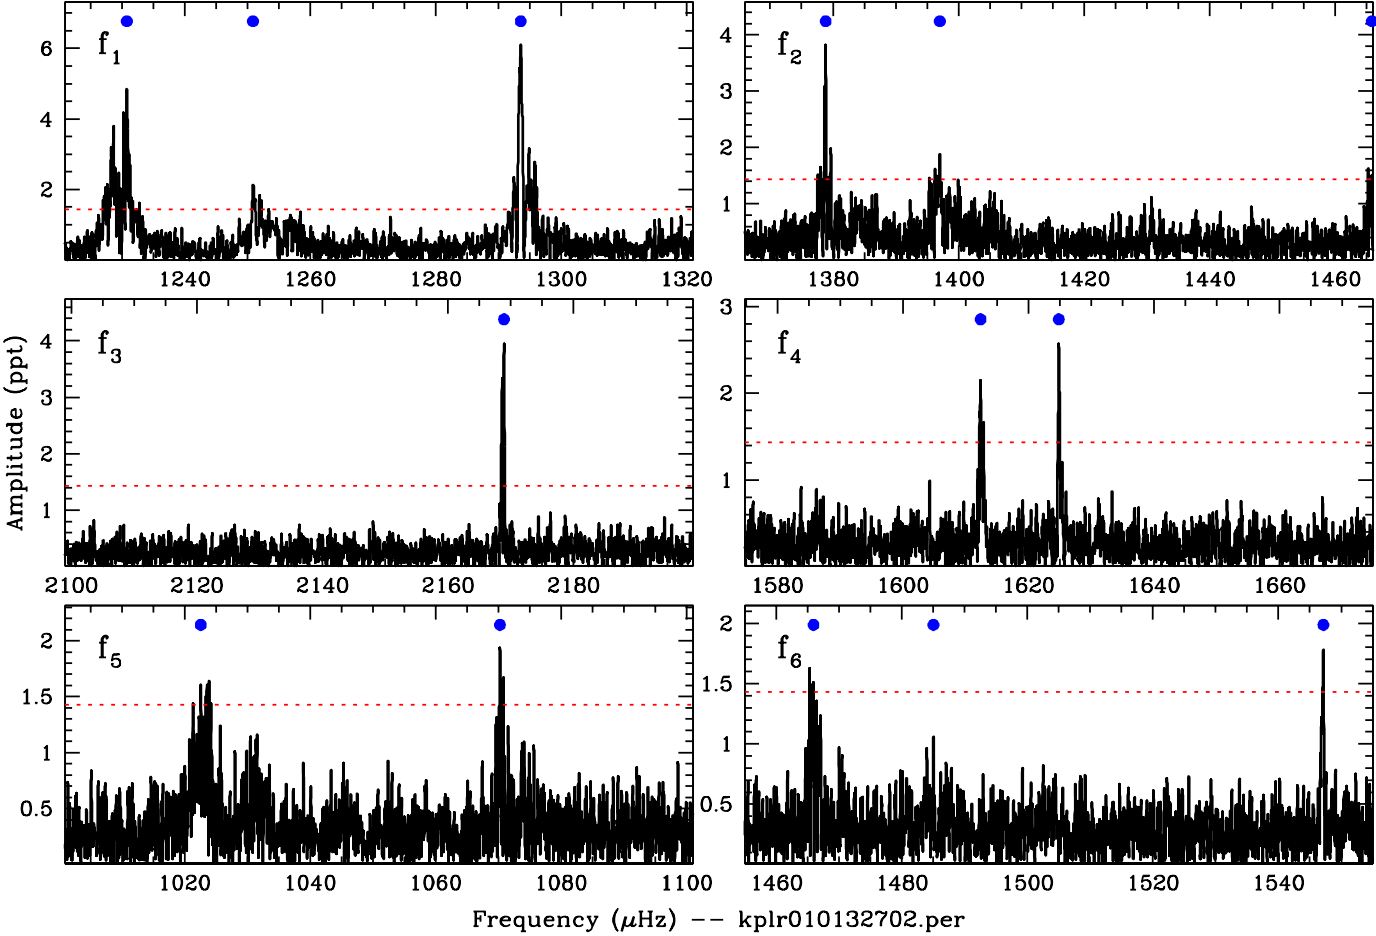 f1
6
4
2
1240 1260 1280 1300 1320
f2
4
3
2
1
1380 1400 1420 1440 1460
f3
4
3
2
1
2100 2120 2140 2160 2180
f4
3
2
1
1580 1600 1620 1640 1660
f5
2
1.5
1
0.5
1020 1040 1060 1080 1100
f6
2
1.5
1
0.5
1460 1480 1500 1520 1540
Amplitude (ppt)
Frequency (μHz) -- kplr010132702.per